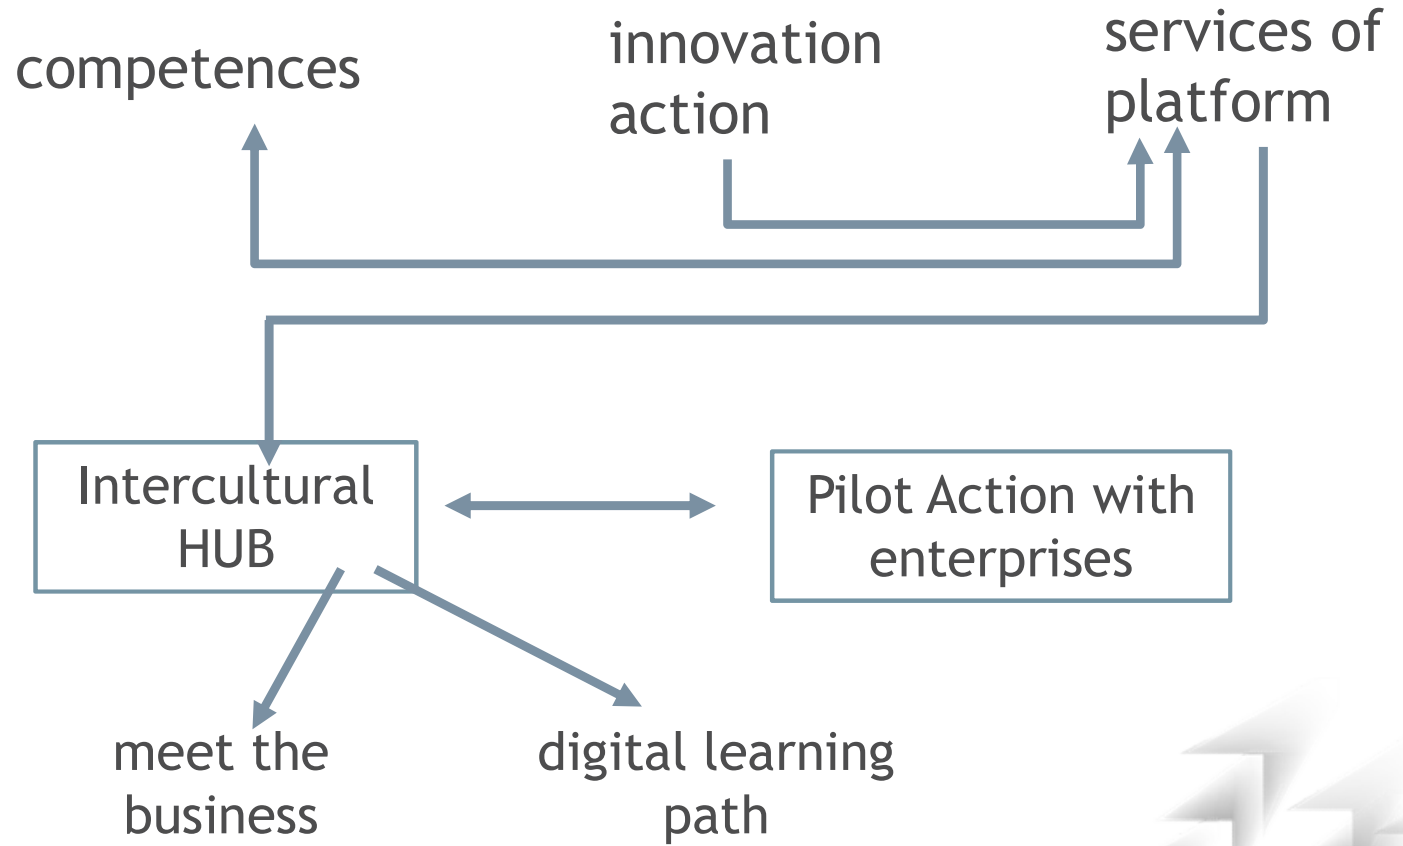 competences
innovation
action
services of
platform
Intercultural
HUB
Pilot Action with
enterprises
meet the
business
digital learning
path